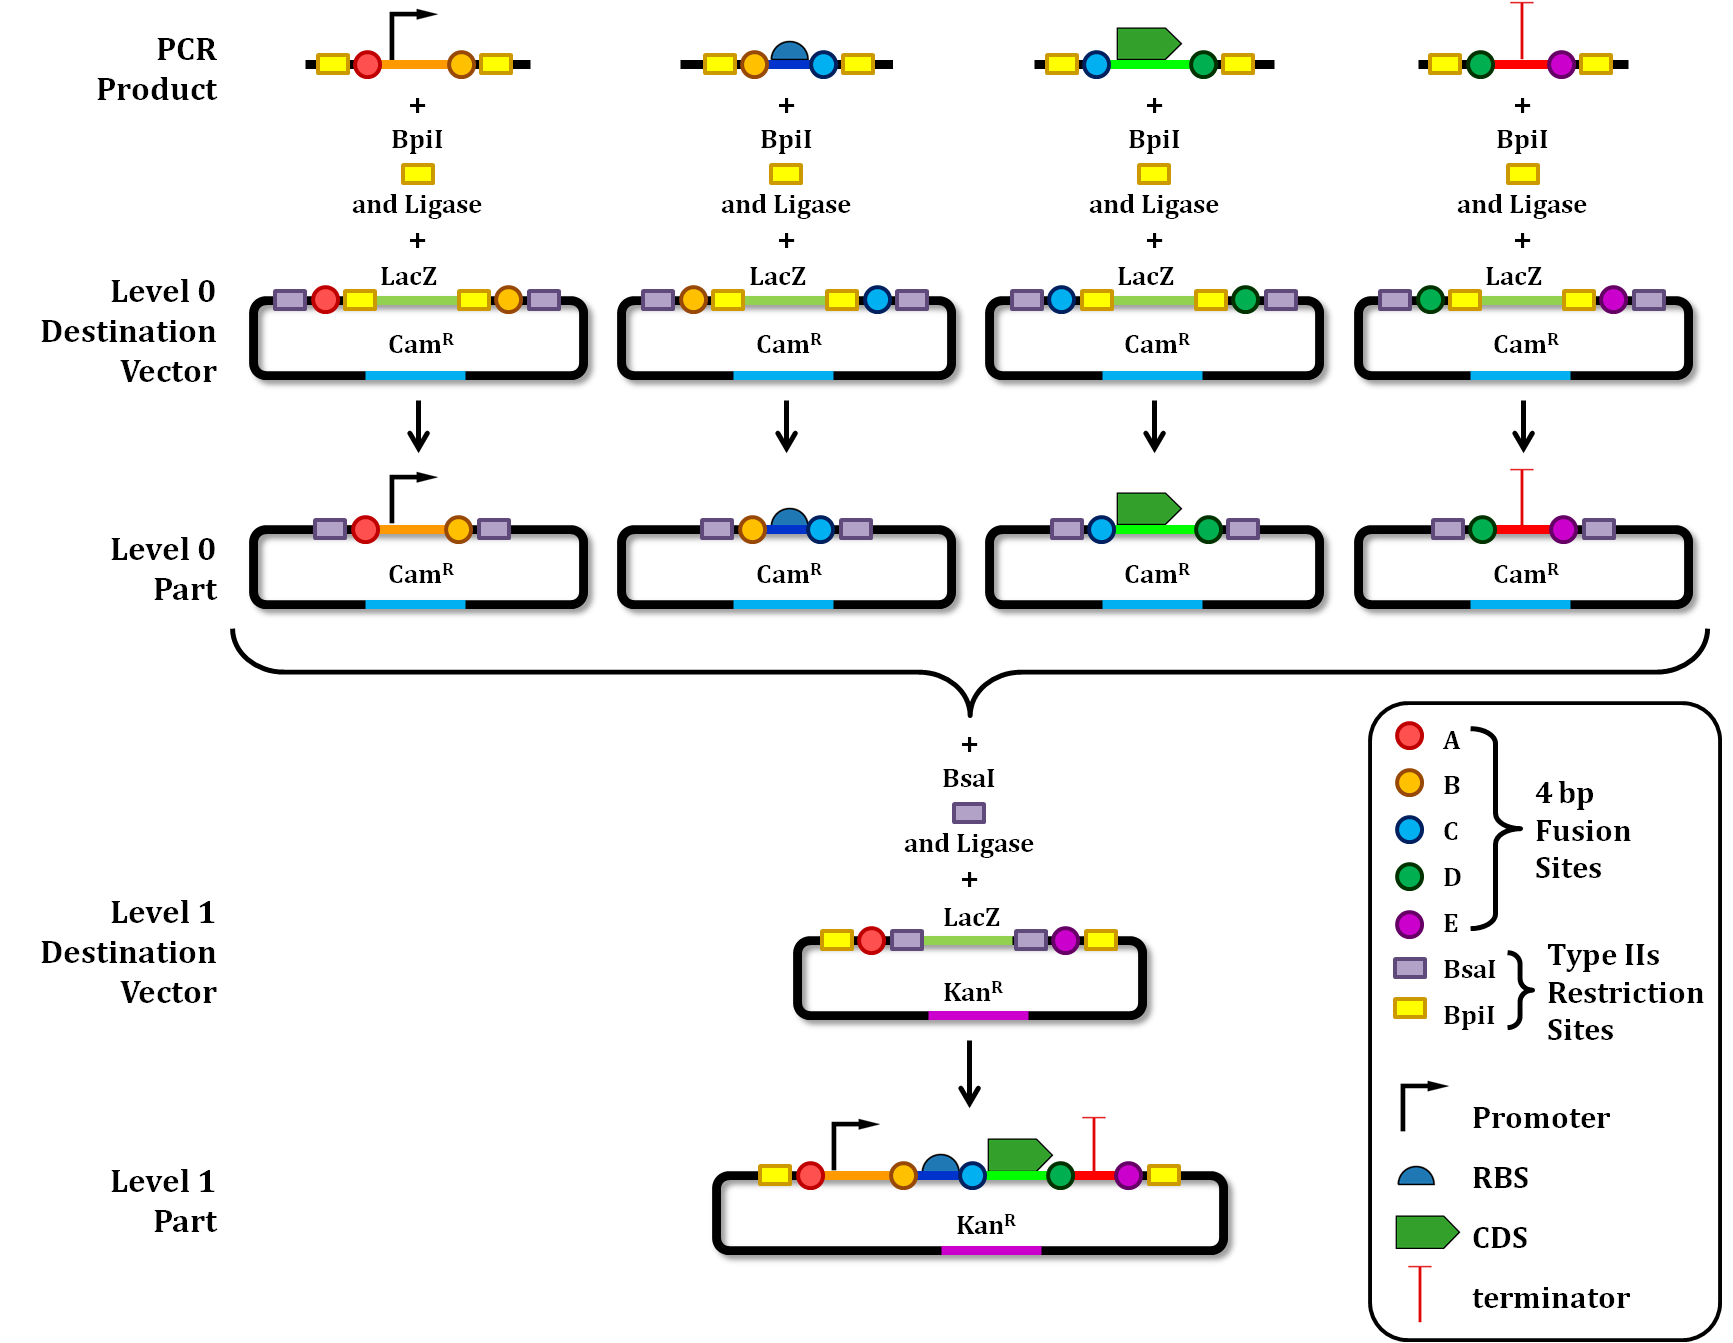 PCR
Product
+
BpiI
and Ligase
+
+
BpiI
and Ligase
+
+
BpiI
and Ligase
+
+
BpiI
and Ligase
+
Level 0
Destination
Vector
LacZ
CamR
LacZ
CamR
LacZ
CamR
LacZ
CamR
Level 0
Part
CamR
CamR
CamR
CamR
+
BsaI
and Ligase
+
Level 1
Destination
Vector
LacZ
KanR
Level 1
Part
KanR
A
B
C
D
E
4 bp
Fusion
Sites
BsaI
BpiI
Type IIs
Restriction
Sites
Promoter
RBS
CDS
terminator